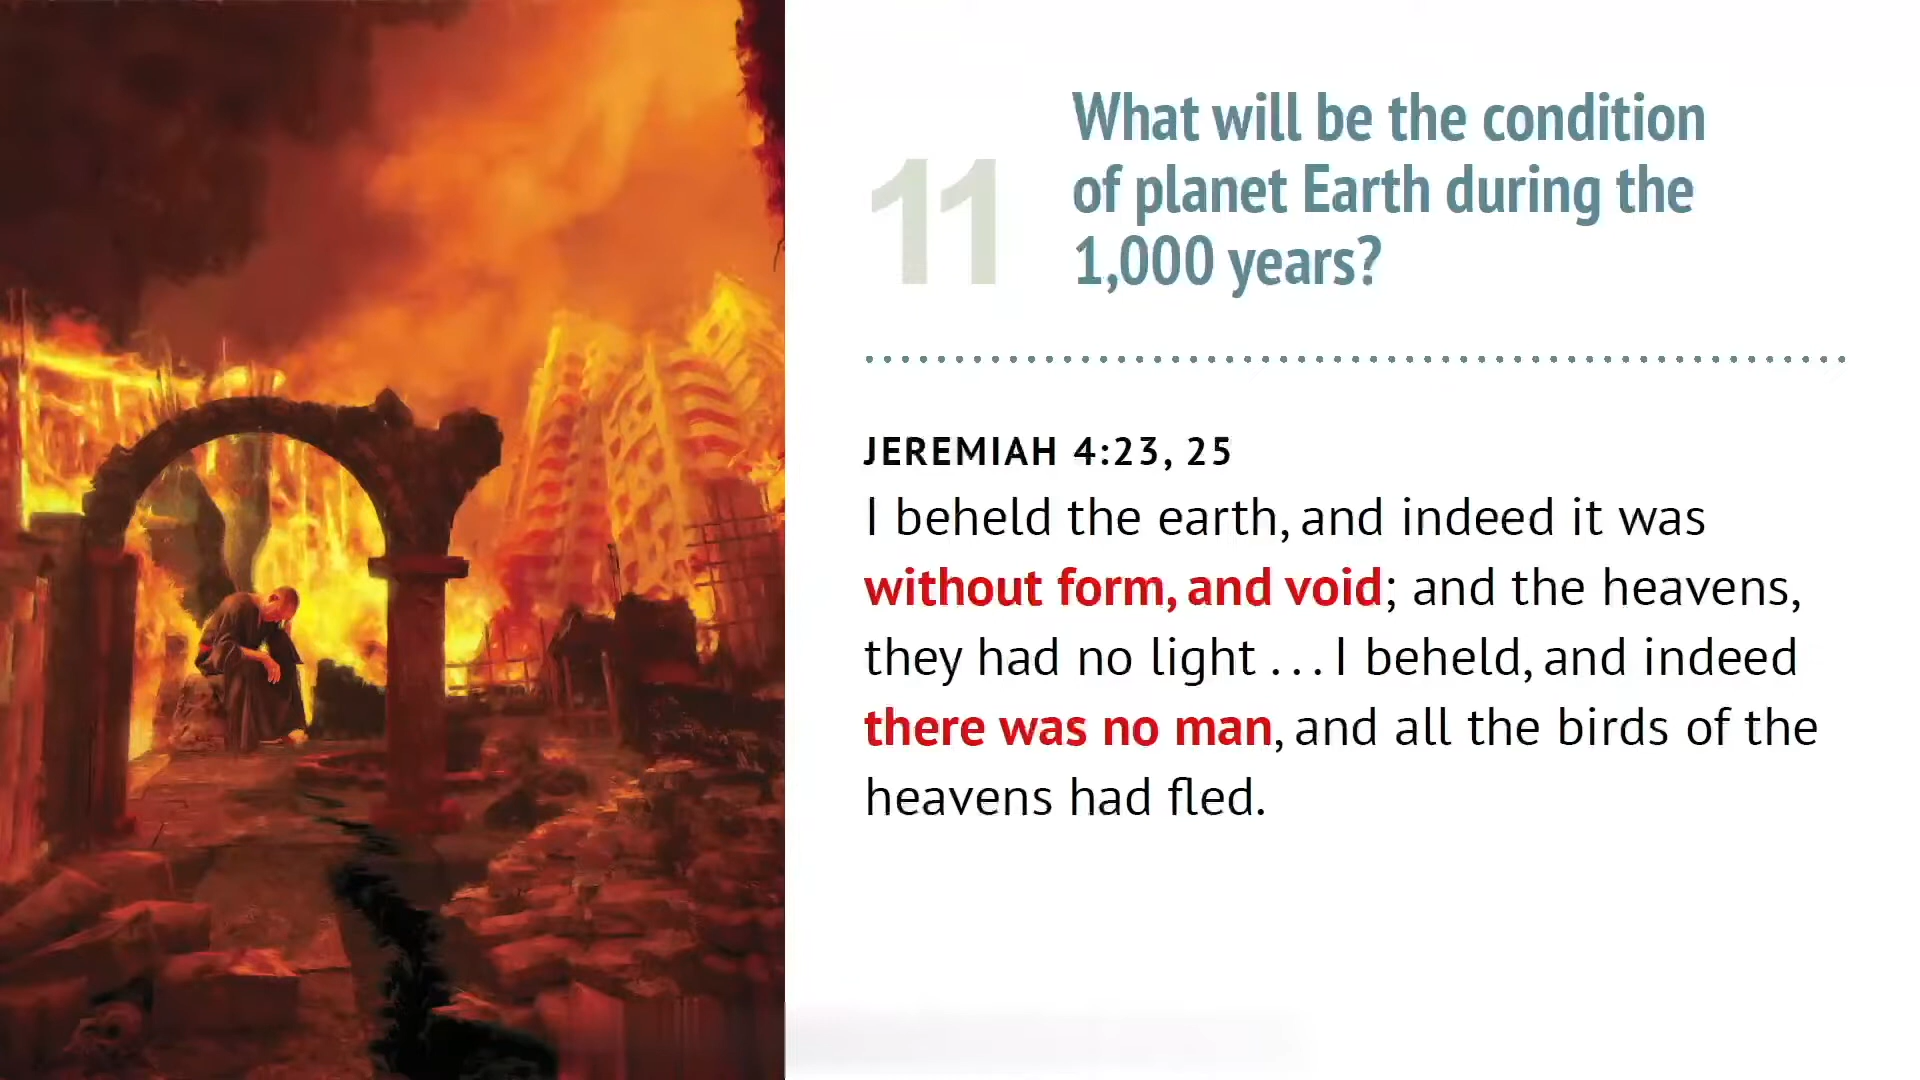 11
What will be the condition
of planet Earth during the
1,000 years?
JEREMIAH 4:23, 25
I beheld the earth, and indeed it was
without form, and void; and the heavens,
they had no light . . . I beheld, and indeed
there was no man, and all the birds of the
heavens had fled.